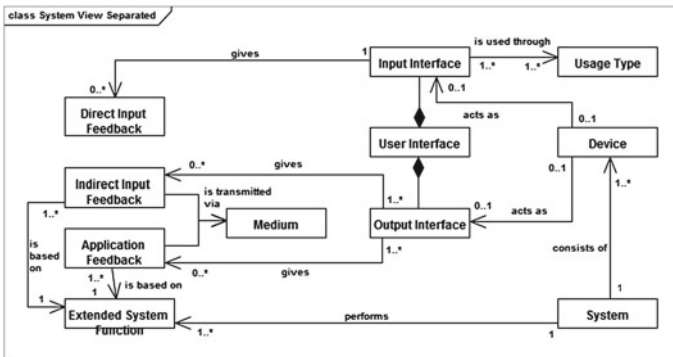 class System View Separated
gives
1
Input Interface
is used through
1..*
1..*
Usage Type
0..*
Direct Input
Feedback
0..1
acts as
0..1
User Interface
Device
0..*
gives
0..1
1..*
Indirect Input
Feedback
is transmitted
via
1..*
Medium
1..*
Output Interface
0..1
acts as
1..*
is
based
on
Application
Feedback
0..*
gives
consists of
1..*
is based on
1
1
1
Extended System
Function
1..*
performs
1
System